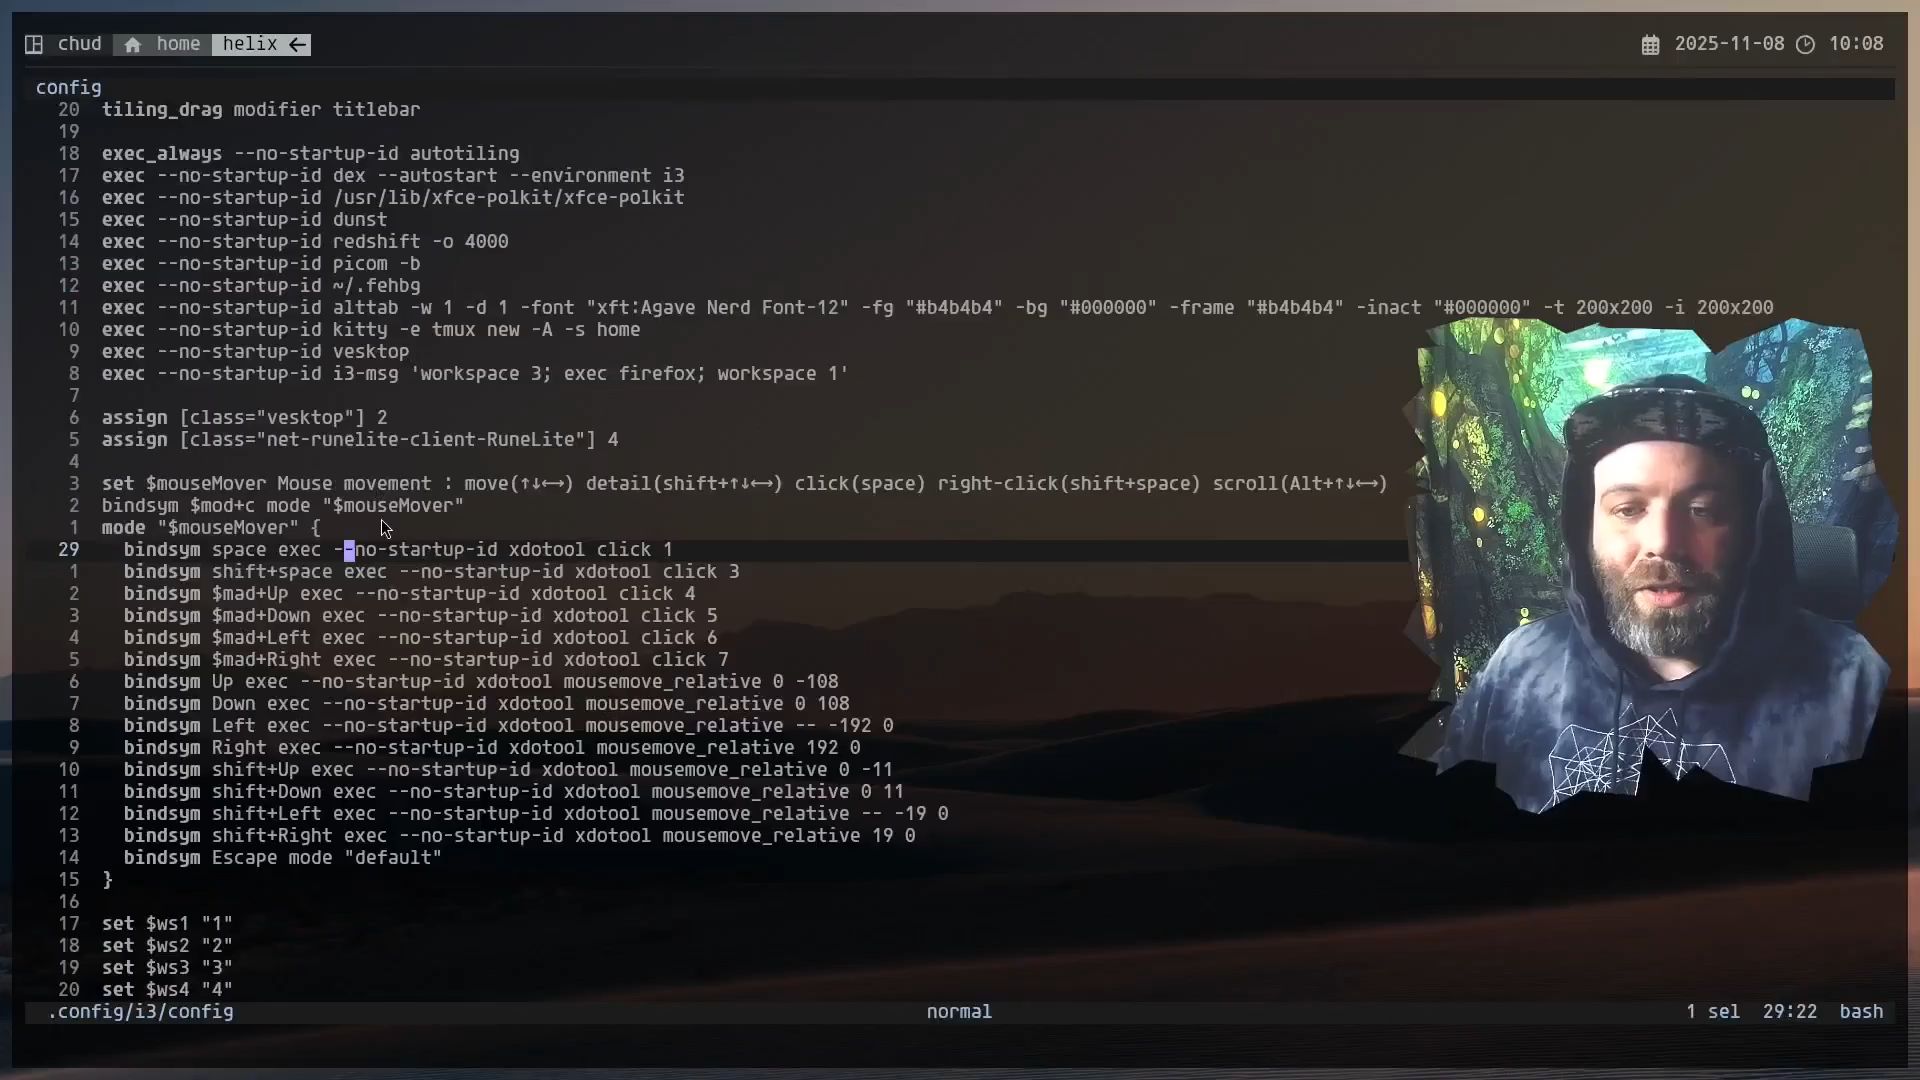 chud home helix ← 2025-11-08 10:08
config
20 tiling_drag modifier titlebar
19
18 exec_always --no-startup-id autotiling
17 exec --no-startup-id dex --autostart --environment i3
16 exec --no-startup-id /usr/lib/xfce-polkit/xfce-polkit
15 exec --no-startup-id dunst
14 exec --no-startup-id redshift -o 4000
13 exec --no-startup-id picom -b
12 exec --no-startup-id ~/.fehbg
11 exec --no-startup-id alttab -w 1 -d 1 -font "xft:Agave Nerd Font-12" -fg "#b4b4b4" -bg "#000000" -frame "#b4b4b4" -inact "#000000" -t 200x200 -i 200x200
10 exec --no-startup-id kitty -e tmux new -A -s home
9 exec --no-startup-id vesktop
8 exec --no-startup-id i3-msg 'workspace 3; exec firefox; workspace 1'
7
6 assign [class="vesktop"] 2
5 assign [class="net-runelite-client-RuneLite"] 4
4
3 set $mouseMover Mouse movement : move(↑↓←→) detail(shift+↑↓←→) click(space) right-click(shift+space) scroll(Alt+↑↓←→)
2 bindsym $mod+c mode "$mouseMover"
1 mode "$mouseMover" {
29 bindsym space exec --no-startup-id xdotool click 1
1 bindsym shift+space exec --no-startup-id xdotool click 3
2 bindsym $mad+Up exec --no-startup-id xdotool click 4
3 bindsym $mad+Down exec --no-startup-id xdotool click 5
4 bindsym $mad+Left exec --no-startup-id xdotool click 6
5 bindsym $mad+Right exec --no-startup-id xdotool click 7
6 bindsym Up exec --no-startup-id xdotool mousemove_relative 0 -108
7 bindsym Down exec --no-startup-id xdotool mousemove_relative 0 108
8 bindsym Left exec --no-startup-id xdotool mousemove_relative -- -192 0
9 bindsym Right exec --no-startup-id xdotool mousemove_relative 192 0
10 bindsym shift+Up exec --no-startup-id xdotool mousemove_relative 0 -11
11 bindsym shift+Down exec --no-startup-id xdotool mousemove_relative 0 11
12 bindsym shift+Left exec --no-startup-id xdotool mousemove_relative -- -19 0
13 bindsym shift+Right exec --no-startup-id xdotool mousemove_relative 19 0
14 bindsym Escape mode "default"
15 }
16
17 set $ws1 "1"
18 set $ws2 "2"
19 set $ws3 "3"
20 set $ws4 "4"
.config/i3/config normal 1 sel 29:22 bash